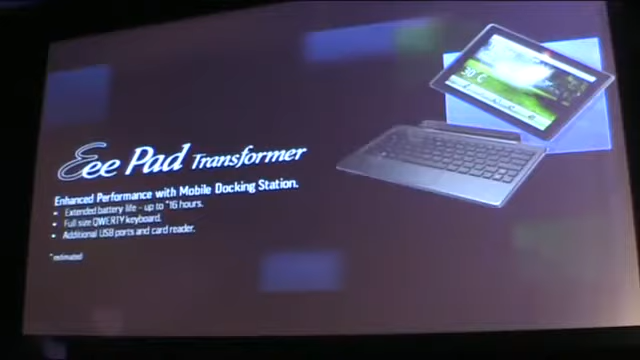 Eee Pad Transformer
Enhanced Performance with Mobile Docking Station.
• Extended battery life - up to *16 hours.
• Full size QWERTY keyboard.
• Additional USB ports and card reader.
*estimated